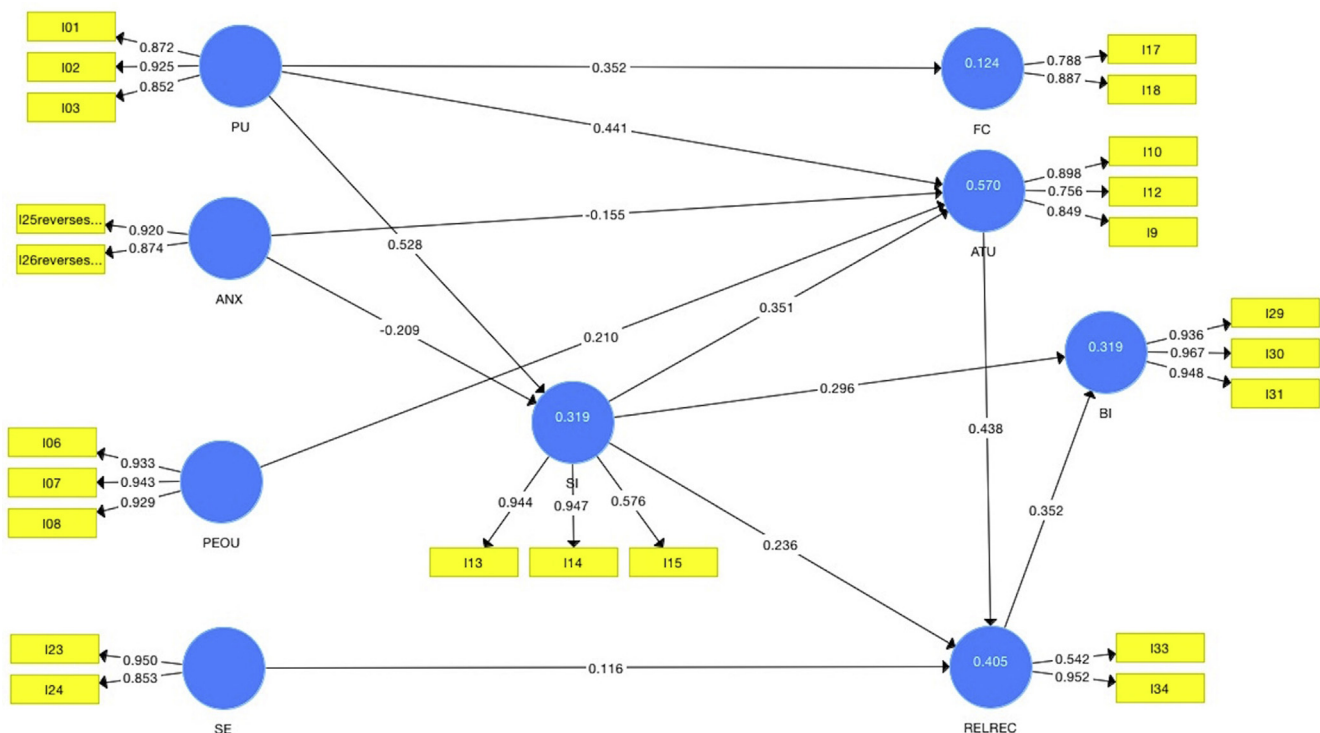 I01
0.872
I02
0.925
I03
0.852
PU
0.352
0.441
0.528
0.124
FC
0.788
I17
0.887
I18
0.570
ATU
0.898
I10
0.756
I12
0.849
I9
I25reverses...
0.920
I26reverses...
0.874
ANX
-0.155
-0.209
0.210
0.351
0.296
0.319
BI
0.936
I29
0.967
I30
0.948
I31
I06
0.933
I07
0.943
I08
0.929
PEOU
0.319
SI
0.944
0.947
0.576
I13
I14
I15
0.438
0.352
0.236
I23
0.950
I24
0.853
SE
0.116
0.405
RELREC
0.542
I33
0.952
I34